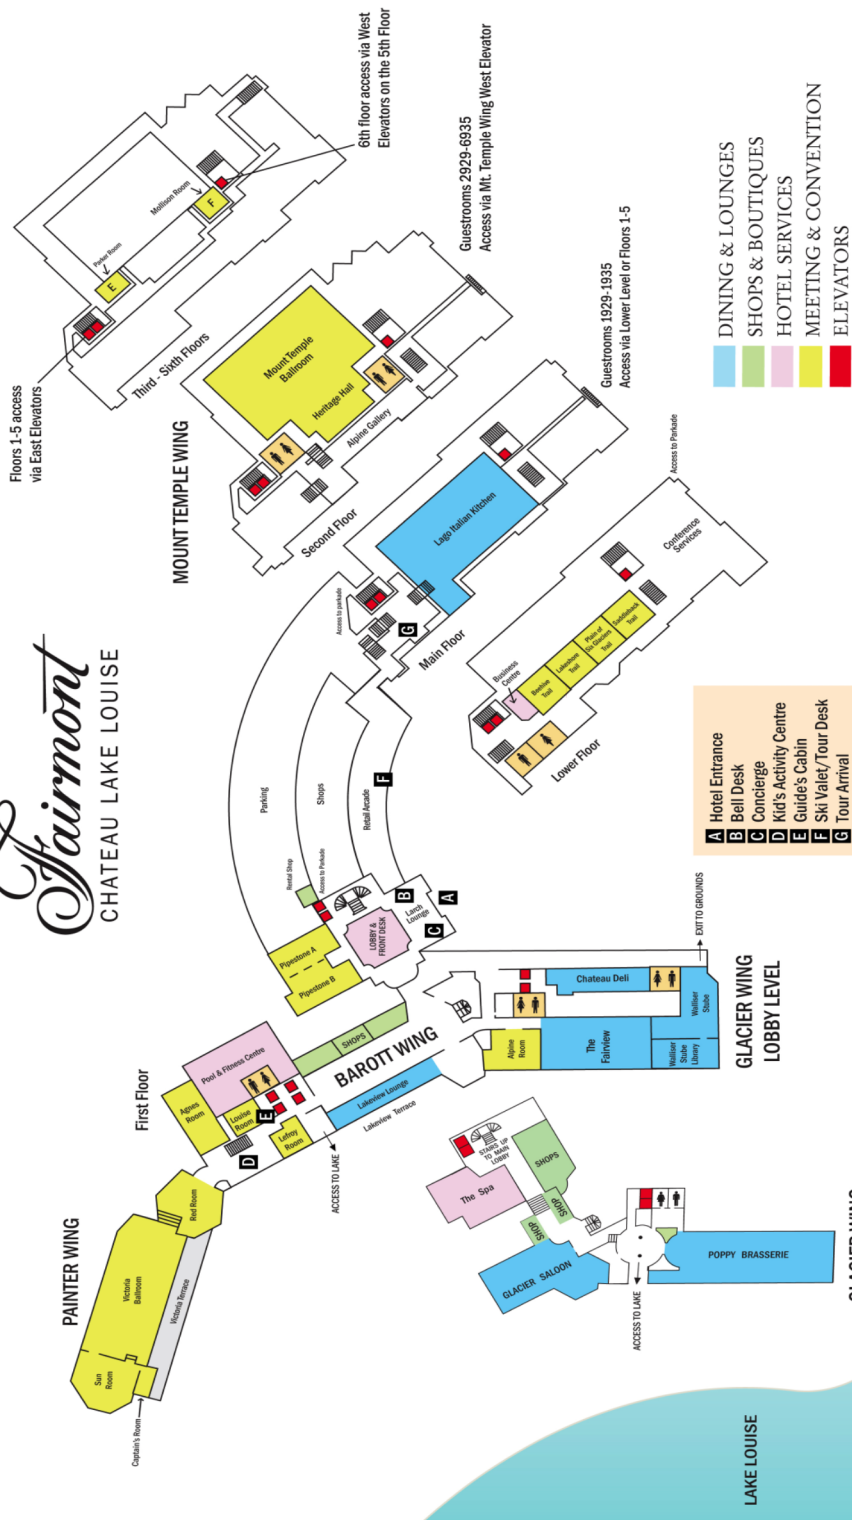 Fairmont
CHATEAU LAKE LOUISE
Floors 1-5 access
via East Elevators
6th floor access via West
Elevators on the 5th Floor
Parker Room
E
Mollison Room
F
Third - Sixth Floors
MOUNT TEMPLE WING
Mount Temple
Ballroom
Heritage Hall
Alpine Gallery
Second Floor
Guestrooms 2929-6935
Access via Mt. Temple Wing West Elevator
Lago Italian Kitchen
Access to parkade
G
Main Floor
Guestrooms 1929-1935
Access via Lower Level or Floors 1-5
Access to Parkade
Conference
Services
Business
Centre
Beehive
Trail
Lakeshore
Trail
Plain of
Six Glaciers
Trail
Saddleback
Trail
Lower Floor
DINING & LOUNGES
SHOPS & BOUTIQUES
HOTEL SERVICES
MEETING & CONVENTION
ELEVATORS
A Hotel Entrance
B Bell Desk
C Concierge
D Kid's Activity Centre
E Guide's Cabin
F Ski Valet/Tour Desk
G Tour Arrival
Parking
Shops
Retail Arcade
F
Rental Shop
Access to Parkade
Pipestone A
Pipestone B
LOBBY &
FRONT DESK
Larch
Lounge
B
A
C
EXIT TO GROUNDS
GLACIER WING
LOBBY LEVEL
Chateau Deli
Walliser
Stube
Walliser
Stube
Library
The
Fairview
Alpine
Room
BAROTT WING
SHOPS
Lakeview Lounge
Lakeview Terrace
First Floor
Pool & Fitness Centre
Agnes
Room
Louise
Room
E
Lefroy
Room
D
ACCESS TO LAKE
PAINTER WING
Red Room
Victoria
Ballroom
Victoria Terrace
Sun
Room
Captain's Room
STAIRS UP
TO MAIN
LOBBY
The Spa
SHOPS
SHOP
SHOP
GLACIER SALOON
POPPY BRASSERIE
ACCESS TO LAKE
LAKE LOUISE